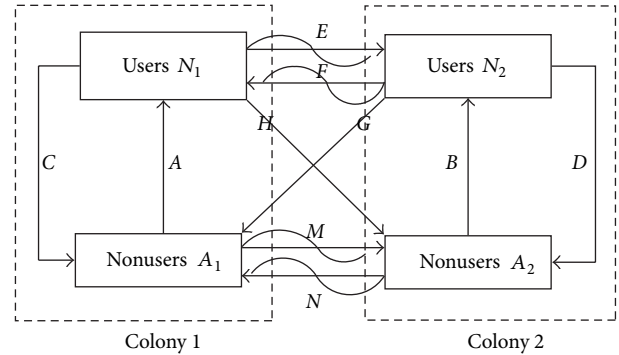 E
Users N₁
Users N₂
F
H
G
C
A
B
D
M
Nonusers A₁
Nonusers A₂
N
Colony 1
Colony 2